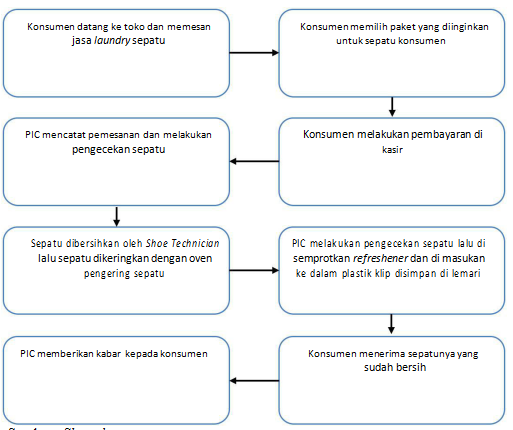 Konsumen datang ke toko dan memesan
jasa laundry sepatu
Konsumen memilih paket yang diinginkan
untuk sepatu konsumen
Konsumen melakukan pembayaran di
kasir
PIC mencatat pemesanan dan melakukan
pengecekan sepatu
Sepatu dibersihkan oleh Shoe Technician
lalu sepatu dikeringkan dengan oven
pengering sepatu
PIC melakukan pengecekan sepatu lalu di
semprotkan refreshener dan di masukan
ke dalam plastik klip disimpan di lemari
Konsumen menerima sepatunya yang
sudah bersih
PIC memberikan kabar kepada konsumen